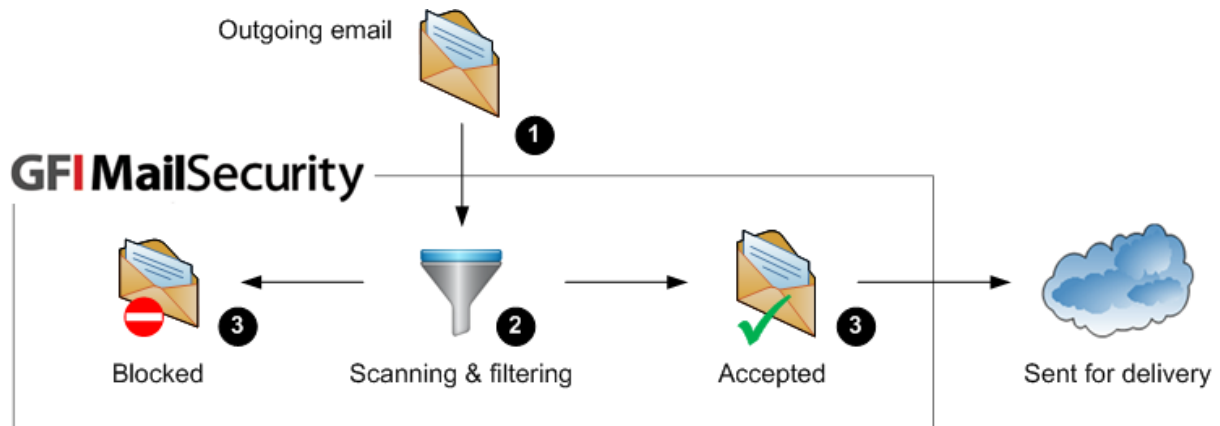 Outgoing email
1
GFI MailSecurity
3
2
3
Blocked
Scanning & filtering
Accepted
Sent for delivery